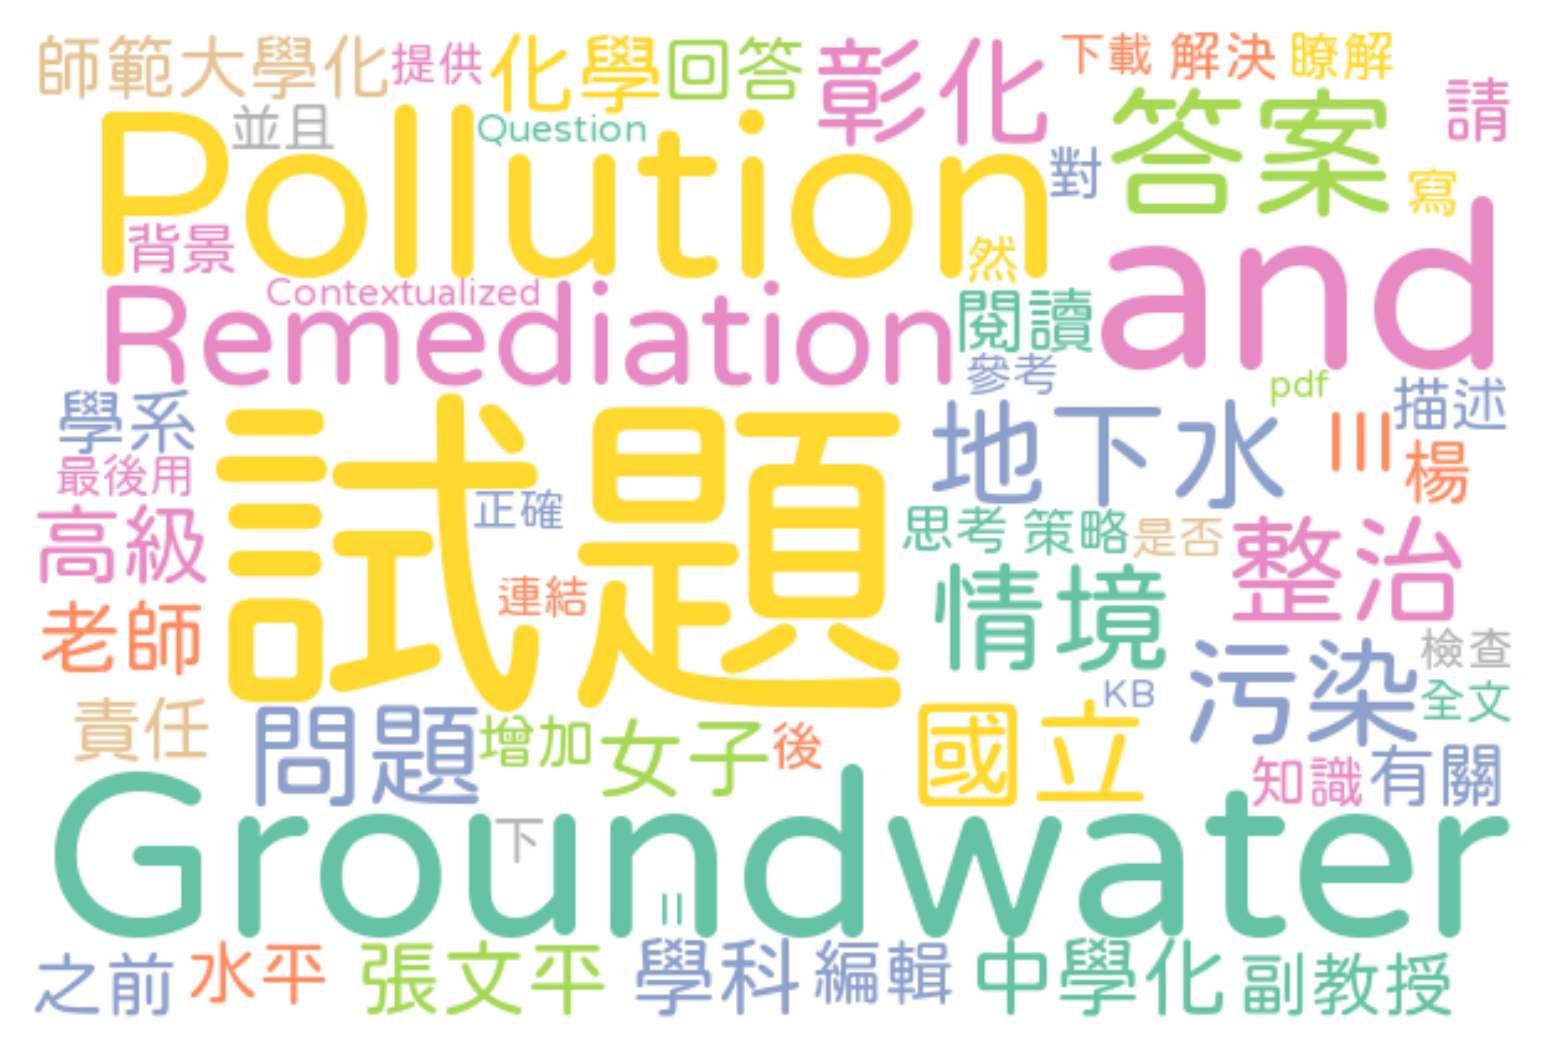 師範大學化 提供 化學 回答 彰化 下載 解決 瞭解
並且 Question 請
Pollution 對 答案 寫
背景 然 and
Contextualized
Remediation 閱讀
參考 pdf
學系 地下水 III 楊 描述
最後用 試題 正確
高級 思考 策略 是否 整治
老師 連結 情境
污染 檢查
責任 問題 增加 女子 後 國立 KB 全文
知識 有關
Groundwater
下
II
之前 水平 張文平 學科 編輯 中學化 副教授